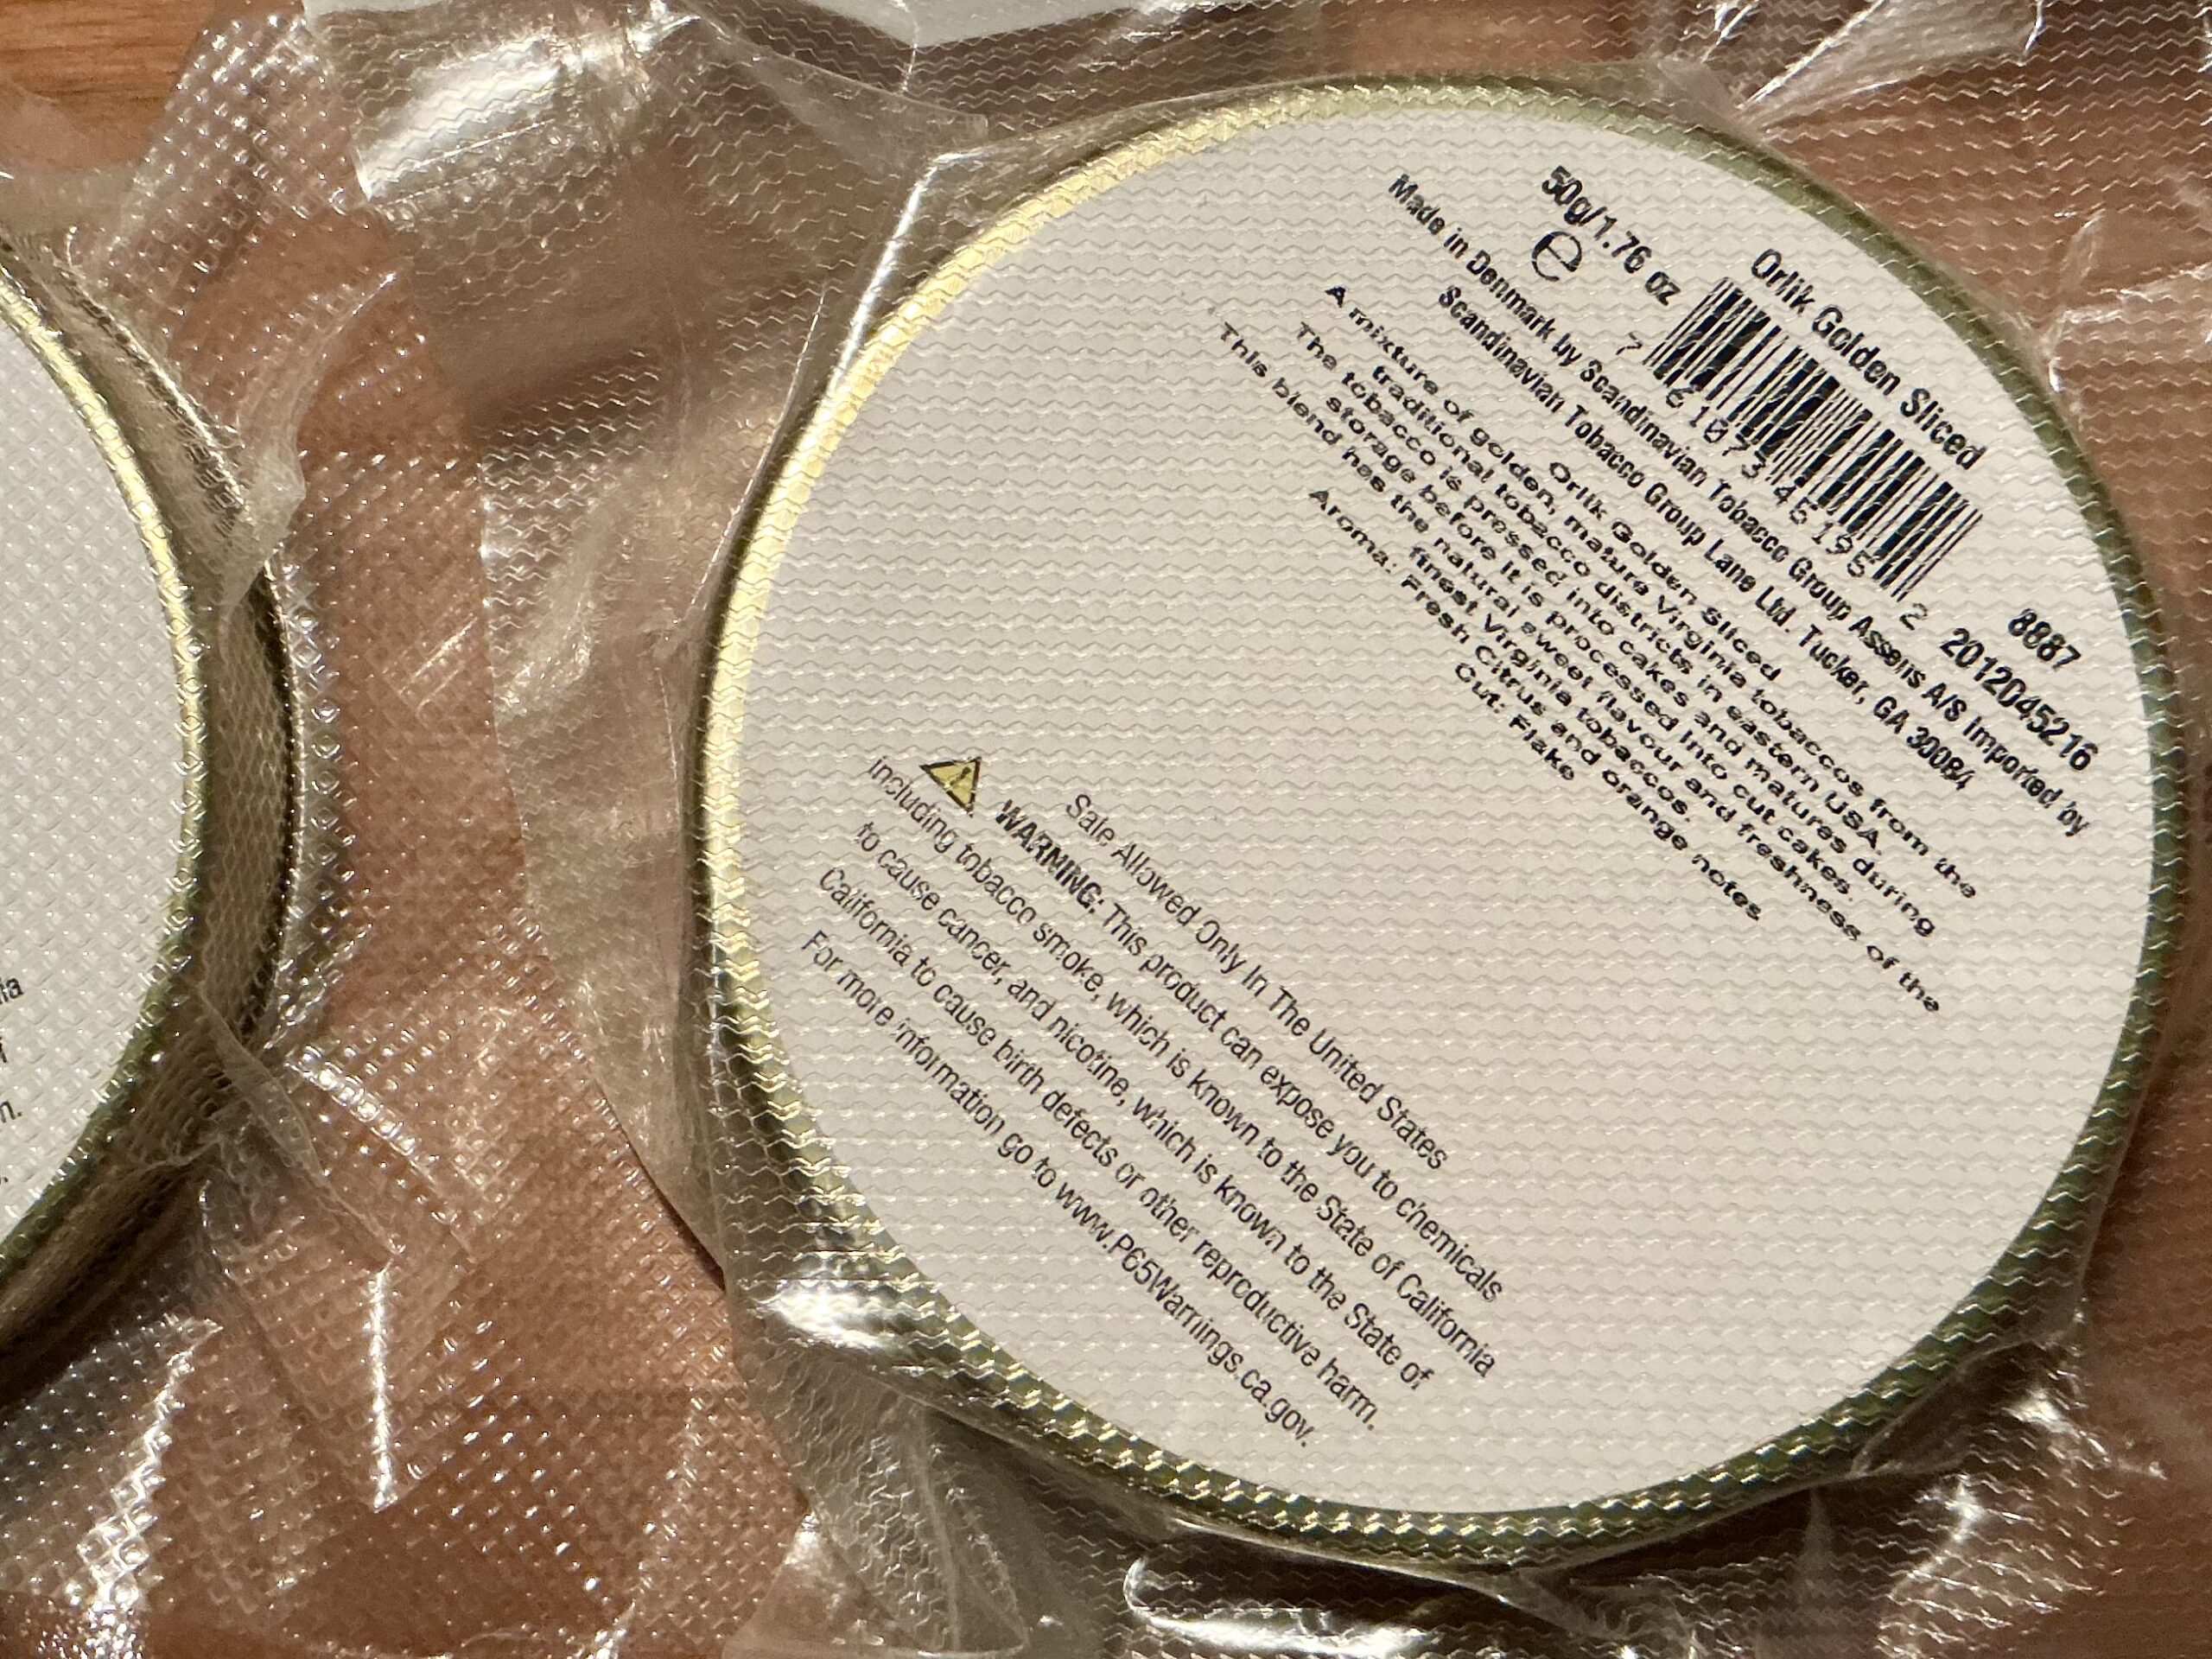 Orlik Golden Sliced
8887
50g/1.76 oz
e
7 61073 45195 2
2012045216
Made in Denmark by Scandinavian Tobacco Group Assens A/S Imported by
Scandinavian Tobacco Group Lane Ltd. Tucker, GA 30084
Orlik Golden Sliced
A mixture of golden, mature Virginia tobaccos from the
traditional tobacco districts in eastern USA.
The tobacco is pressed into cakes and matures during
storage before it is processed into cut cakes.
This blend has the natural sweet flavour and freshness of the
finest Virginia tobaccos.
Aroma: Fresh Citrus and orange notes
Cut: Flake
Sale Allowed Only In The United States
WARNING: This product can expose you to chemicals
including tobacco smoke, which is known to the State of California
to cause cancer, and nicotine, which is known to the State of
California to cause birth defects or other reproductive harm.
For more information go to www.P65Warnings.ca.gov.